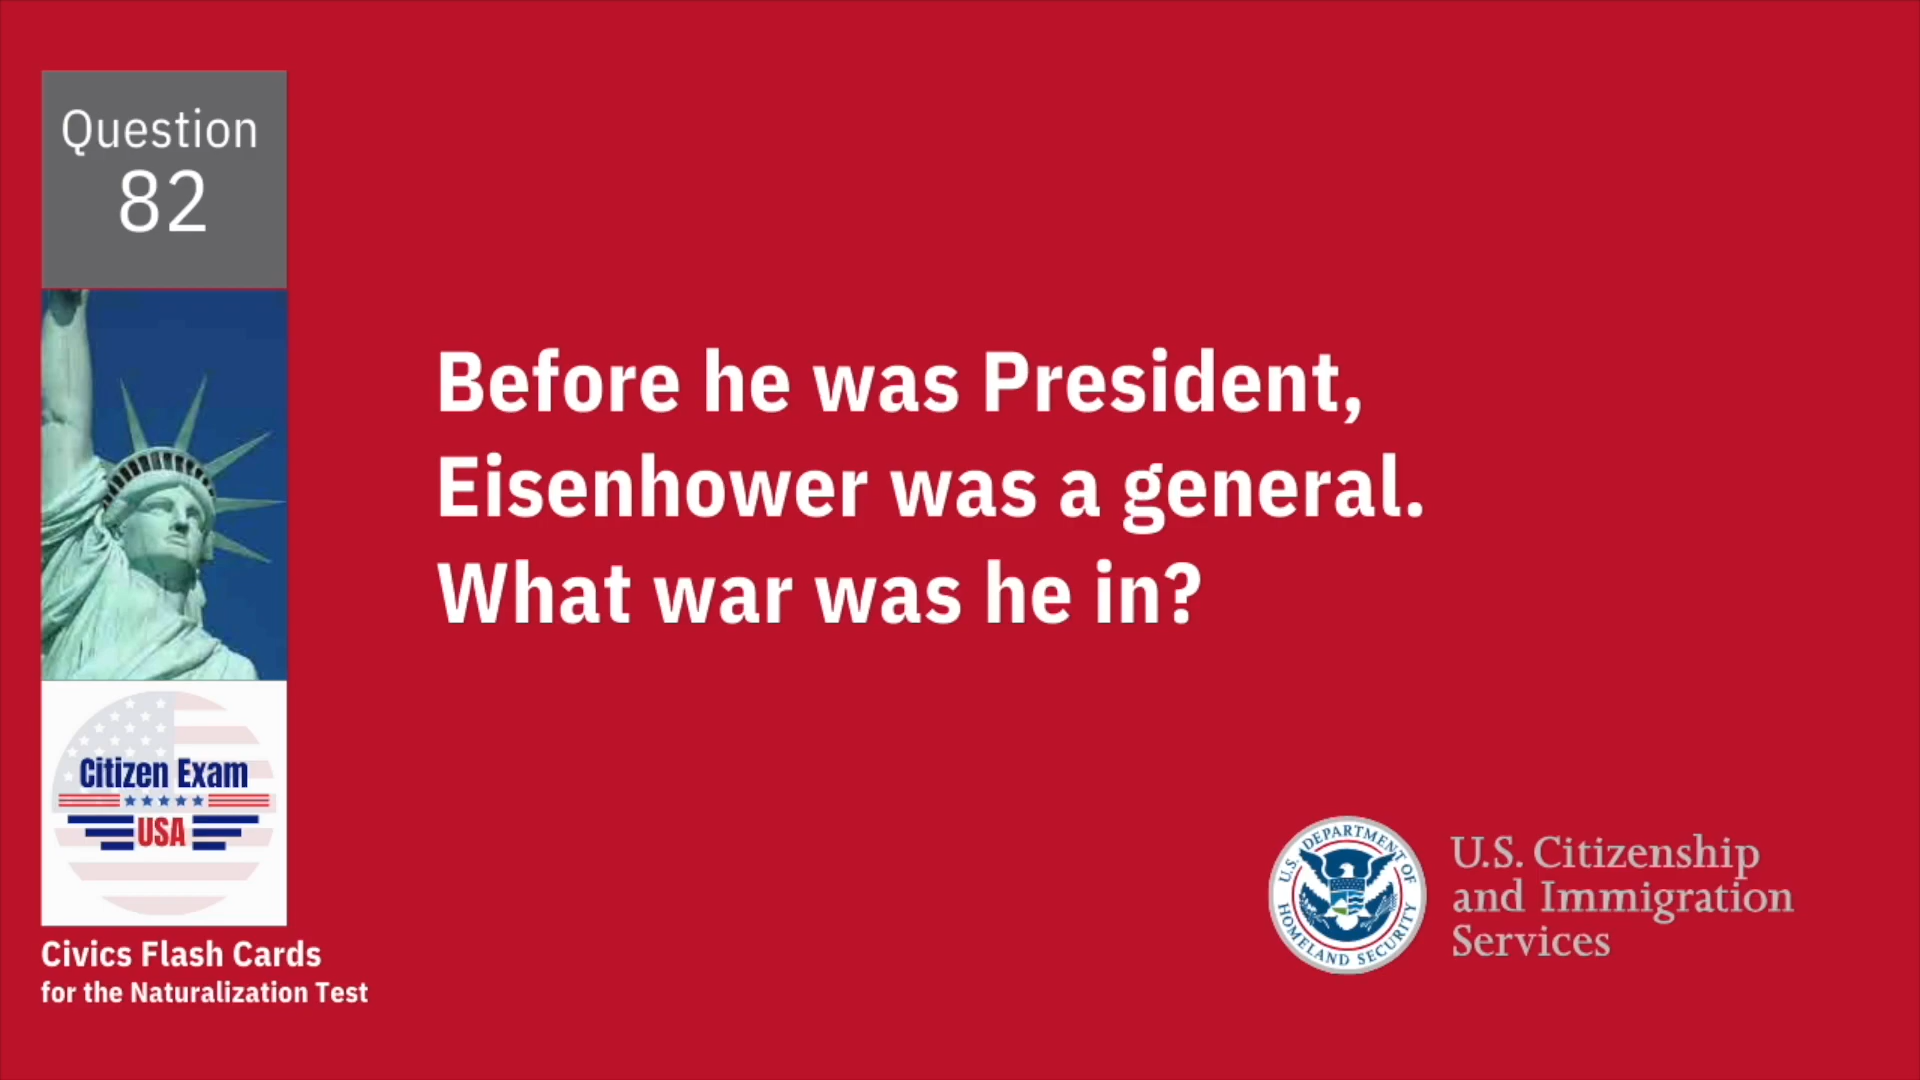 Question
82
Before he was President,
Eisenhower was a general.
What war was he in?
Citizen Exam
USA
Civics Flash Cards
for the Naturalization Test
U.S. DEPARTMENT OF
HOMELAND SECURITY
U.S. Citizenship
and Immigration
Services